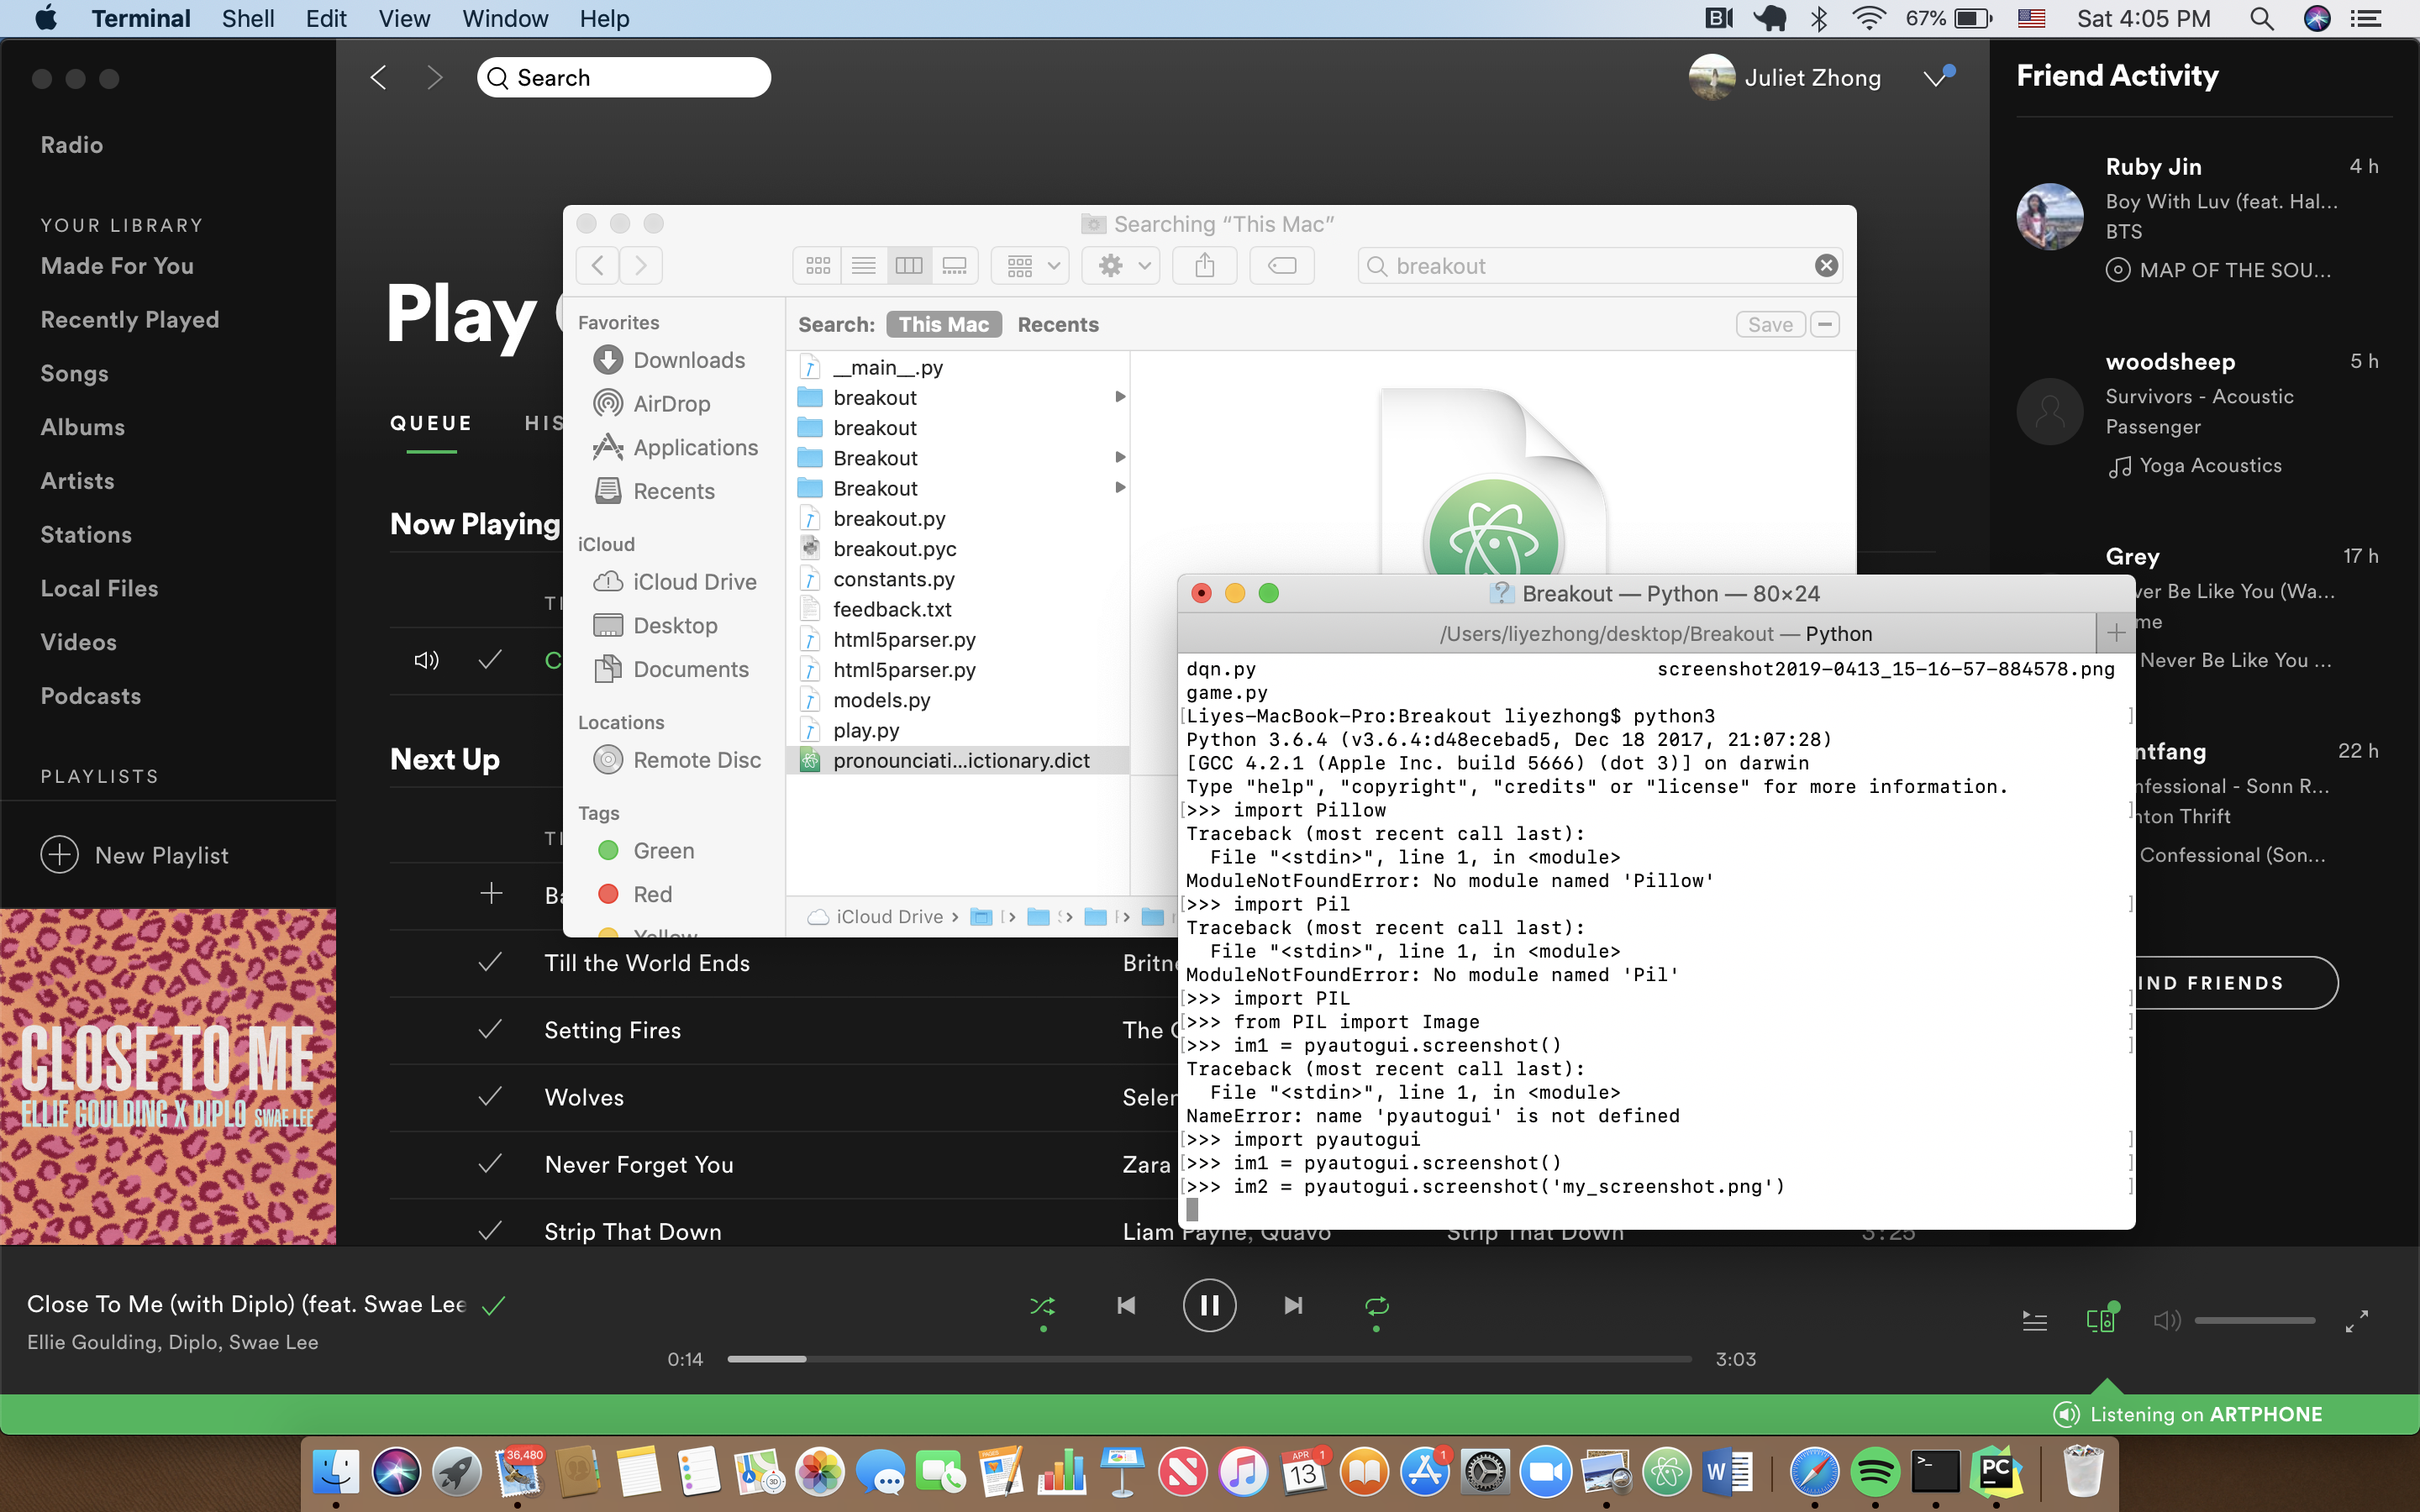 Terminal Shell Edit View Window Help
67% Sat 4:05 PM
Search
Juliet Zhong
Radio
YOUR LIBRARY
Made For You
Recently Played
Songs
Albums
Artists
Stations
Local Files
Videos
Podcasts
PLAYLISTS
New Playlist
CLOSE TO ME
ELLIE GOULDING X DIPLO SWAE LEE
Play
QUEUE HIS
Now Playing
Next Up
Till the World Ends
Setting Fires
The
Wolves
Never Forget You
Zara
Strip That Down
Liam Payne, Quavo
Strip That Down
3:25
Searching “This Mac”
breakout
Search: This Mac Recents
Save
Favorites
Downloads
AirDrop
Applications
Recents
iCloud
iCloud Drive
Desktop
Documents
Locations
Remote Disc
Tags
Green
Red
Yellow
__main__.py
breakout
breakout
Breakout
Breakout
breakout.py
breakout.pyc
constants.py
feedback.txt
html5parser.py
html5parser.py
models.py
play.py
pronounciati...ictionary.dict
iCloud Drive
Breakout — Python — 80×24
/Users/liyezhong/desktop/Breakout — Python
dqn.py screenshot2019-0413_15-16-57-884578.png
game.py
[Liyes-MacBook-Pro:Breakout liyezhong$ python3 ]
Python 3.6.4 (v3.6.4:d48ecebad5, Dec 18 2017, 21:07:28)
[GCC 4.2.1 (Apple Inc. build 5666) (dot 3)] on darwin
Type "help", "copyright", "credits" or "license" for more information.
[>>> import Pillow ]
Traceback (most recent call last):
File "<stdin>", line 1, in <module>
ModuleNotFoundError: No module named 'Pillow'
[>>> import Pil ]
Traceback (most recent call last):
File "<stdin>", line 1, in <module>
ModuleNotFoundError: No module named 'Pil'
[>>> import PIL ]
[>>> from PIL import Image ]
[>>> im1 = pyautogui.screenshot() ]
Traceback (most recent call last):
File "<stdin>", line 1, in <module>
NameError: name 'pyautogui' is not defined
[>>> import pyautogui ]
[>>> im1 = pyautogui.screenshot() ]
[>>> im2 = pyautogui.screenshot('my_screenshot.png') ]
Friend Activity
Ruby Jin 4 h
Boy With Luv (feat. Hal...
BTS
MAP OF THE SOU...
woodsheep 5 h
Survivors - Acoustic
Passenger
Yoga Acoustics
Grey 17 h
ver Be Like You (Wa...
me
Never Be Like You ...
ntfang 22 h
nfessional - Sonn R...
nton Thrift
Confessional (Son...
IND FRIENDS
Close To Me (with Diplo) (feat. Swae Lee
Ellie Goulding, Diplo, Swae Lee
0:14
3:03
Listening on ARTPHONE
36,480
APR 13
1
1
W
>_
PC